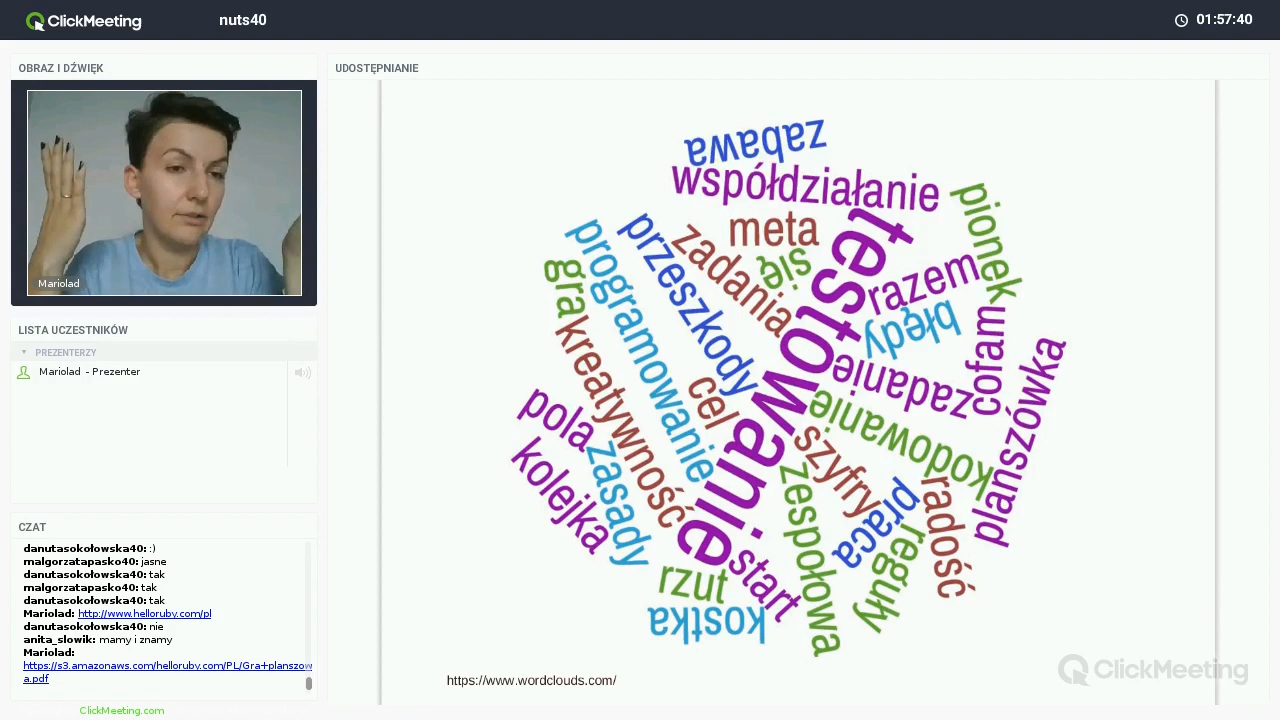 ClickMeeting
nuts40
01:57:40
OBRAZ I DŹWIĘK
UDOSTĘPNIANIE
Mariolad
LISTA UCZESTNIKÓW
PREZENTERZY
Mariolad - Prezenter
CZAT
danutasokołowska40: :)
malgorzatapasko40: jasne
danutasokołowska40: tak
malgorzatapasko40: tak
danutasokołowska40: tak
Mariolad: http://www.helloruby.com/pl
danutasokołowska40: nie
anita_slowik: mamy i znamy
Mariolad:
https://s3.amazonaws.com/helloruby.com/PL/Gra+planszow
a.pdf
ClickMeeting.com
zabawa
współdziałanie
meta
pionek
testowanie
zadania
się
przeszkody
programowanie
gra
razem
błędy
cofam
zadanie
planszówka
kreatywność
cel
kodowanie
pola
kolejka
zasady
szyfry
zespołowa
praca
radość
reguły
start
rzut
kostka
https://www.wordclouds.com/
ClickMeeting